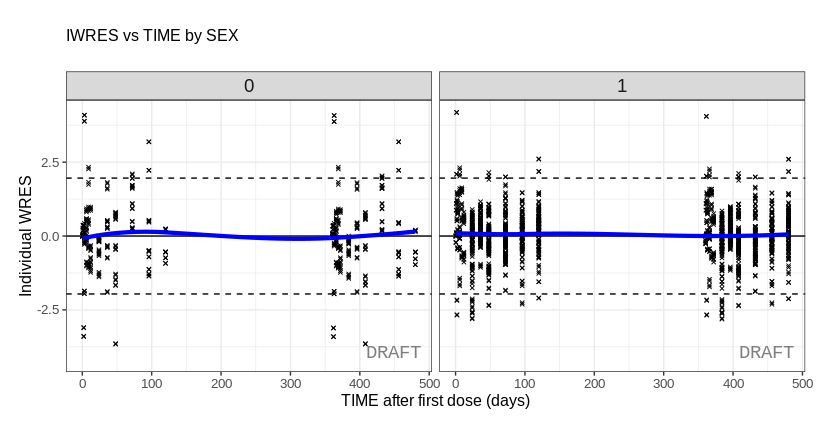 IWRES vs TIME by SEX
0 1
Individual WRES
2.5
0.0
-2.5
DRAFT DRAFT
0 100 200 300 400 500 0 100 200 300 400 500
TIME after first dose (days)